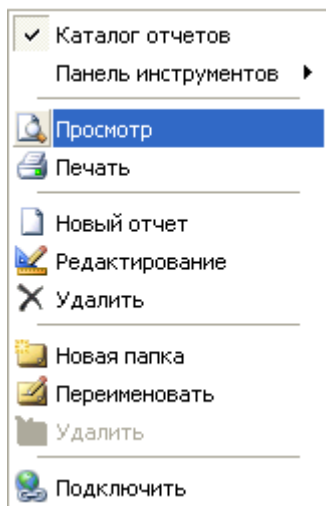 Каталог отчетов
Панель инструментов
Просмотр
Печать
Новый отчет
Редактирование
Удалить
Новая папка
Переименовать
Удалить
Подключить